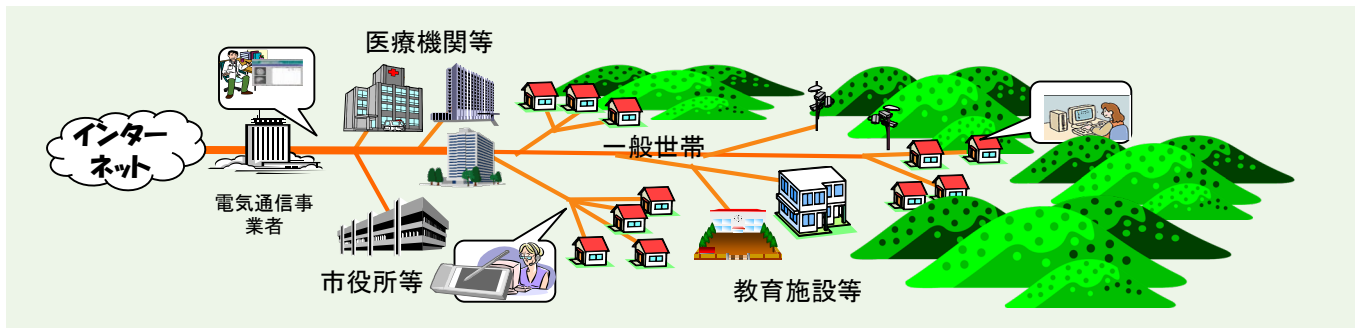 医療機関等
インター
ネット
一般世帯
電気通信事
業者
市役所等
教育施設等